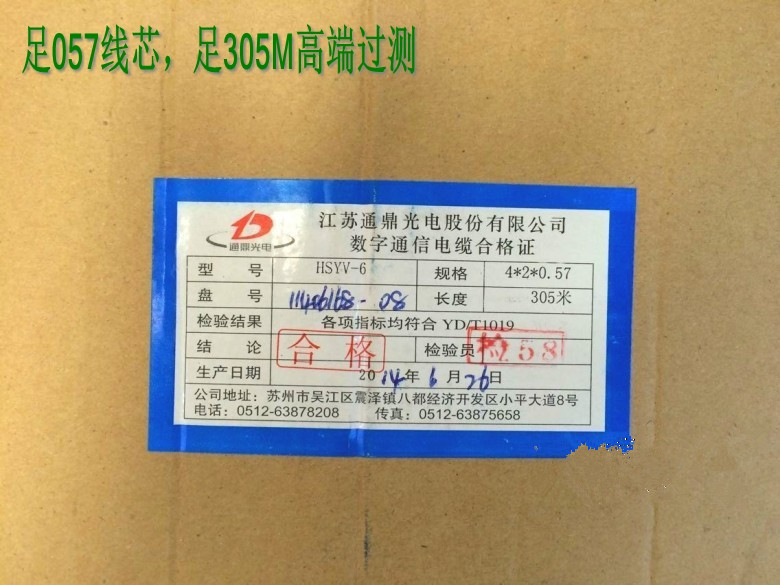 足057线芯，足305M高端过测
通鼎光电
江苏通鼎光电股份有限公司
数字通信电缆合格证
型 号 HSYV-6 规格 4*2*0.57
盘 号 长度 305米
检验结果 各项指标均符合 YD/T1019
结 论 合格 检验员 检58
生产日期 2014年6月26日
公司地址：苏州市吴江区震泽镇八都经济开发区小平大道8号
电话：0512-63878208 传真：0512-63875658